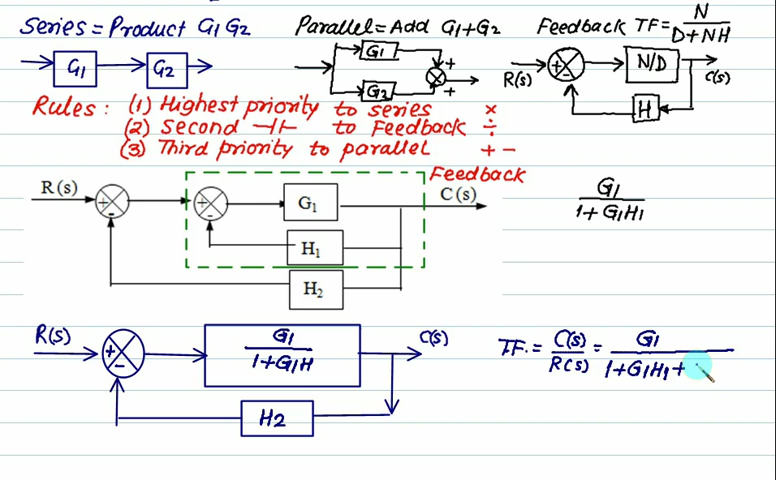 Series = Product G1 G2
Parallel = Add G1+G2
Feedback TF = N
D+NH
G1
G2
G1
G2
+
+
R(s)
+
-
N/D
C(s)
H
Rules : (1) Highest priority to series ×
(2) Second -||- to Feedback ÷
(3) Third priority to parallel + -
Feedback
R(s)
+
-
+
-
G1
C(s)
H1
H2
G1
1+G1H1
R(s)
+
-
G1
1+G1H
C(s)
H2
TF. = C(s) = G1
R(s) 1+G1H1+